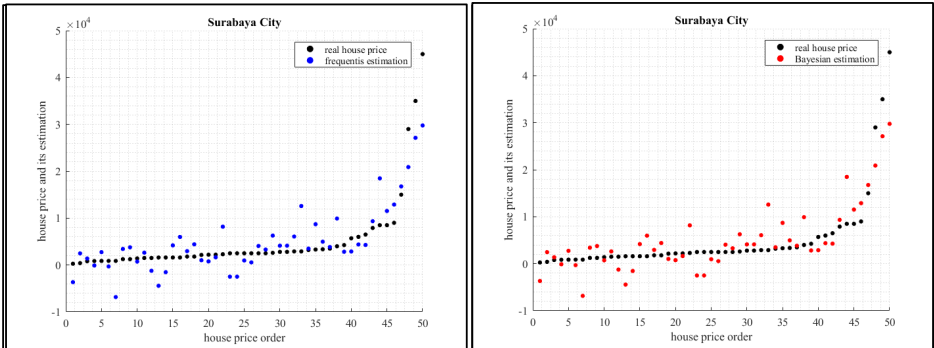 Surabaya City
×10^4
real house price
frequentis estimation
house price and its estimation
5
4
3
2
1
0
-1
0 5 10 15 20 25 30 35 40 45 50
house price order
Surabaya City
×10^4
real house price
Bayesian estimation
house price and its estimation
5
4
3
2
1
0
-1
0 5 10 15 20 25 30 35 40 45 50
house price order